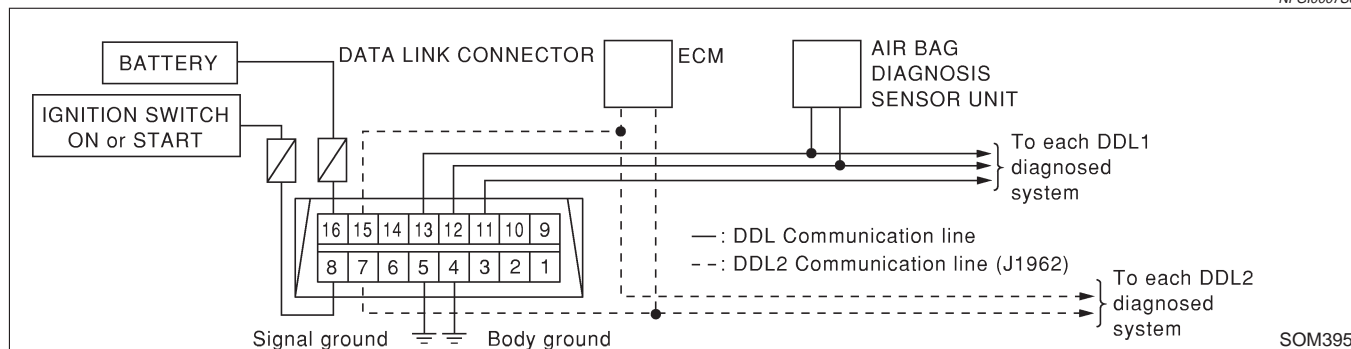 BATTERY
IGNITION SWITCH
ON or START
DATA LINK CONNECTOR
ECM
AIR BAG
DIAGNOSIS
SENSOR UNIT
To each DDL1
diagnosed
system
16 15 14 13 12 11 10 9
8 7 6 5 4 3 2 1
— : DDL Communication line
-- : DDL2 Communication line (J1962)
To each DDL2
diagnosed
system
Signal ground
Body ground
SOM395